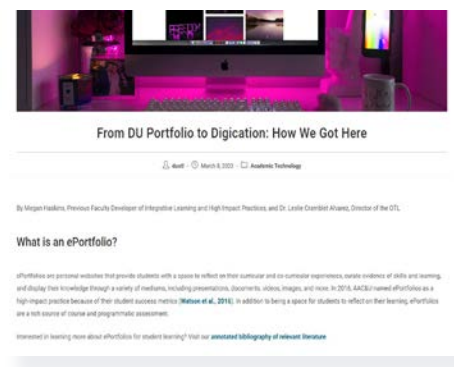 From DU Portfolio to Digication: How We Got Here
duotl - March 8, 2023 - Academic Technology
By Megan Haskins, Previous Faculty Developer of Integrative Learning and High Impact Practices, and Dr. Leslie Cramblet Alvarez, Director of the OTL
What is an ePortfolio?
ePortfolios are personal websites that provide students with a space to reflect on their curricular and co-curricular experiences, curate evidence of skills and learning,
and display their knowledge through a variety of mediums, including presentations, documents, videos, images, and more. In 2016, AAC&U named ePortfolios as a
high-impact practice because of their student success metrics (Watson et al., 2016). In addition to being a space for students to reflect on their learning, ePortfolios
are a rich source of course and programmatic assessment.
Interested in learning more about ePortfolios for student learning? Visit our annotated bibliography of relevant literature